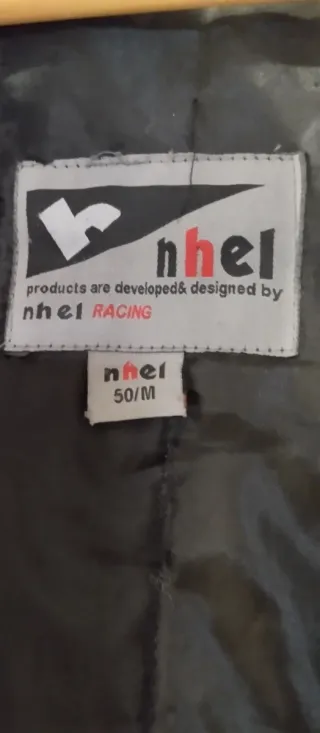 nhel
products are developed& designed by
nhel RACING
nhel
50/M